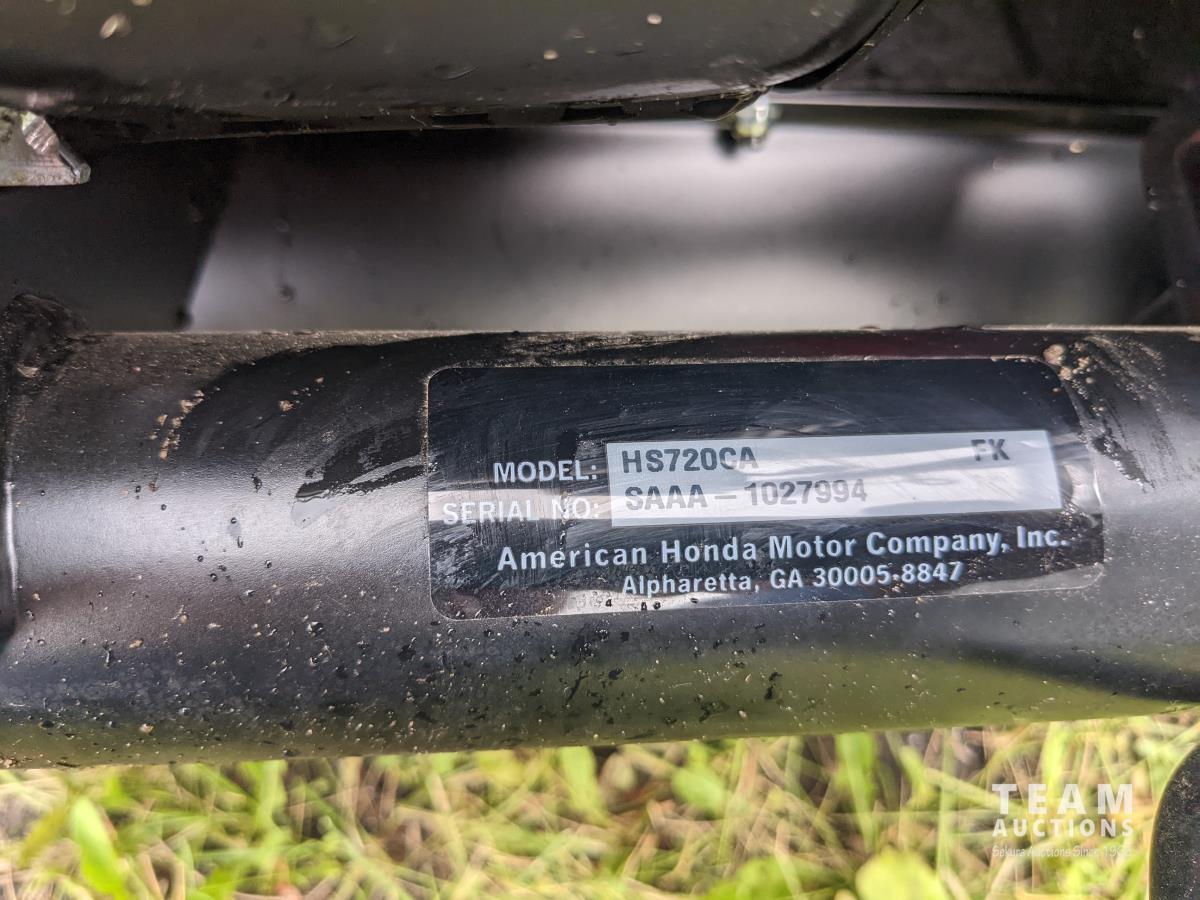 MODEL: HS720CA FK
SERIAL NO: SAAA-1027994
American Honda Motor Company, Inc.
Alpharetta, GA 30005-8847
TEAM
AUCTIONS